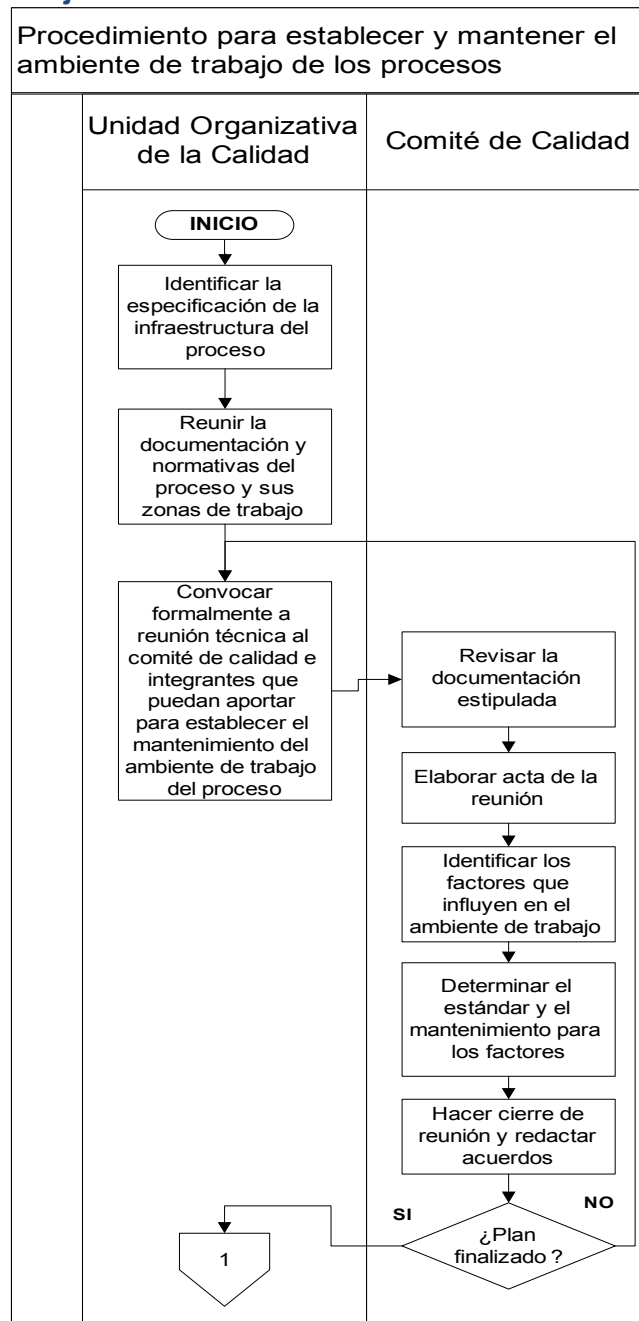 Procedimiento para establecer y mantener el
ambiente de trabajo de los procesos
Unidad Organizativa
de la Calidad
Comité de Calidad
INICIO
Identificar la
especificación de la
infraestructura del
proceso
Reunir la
documentación y
normativas del
proceso y sus
zonas de trabajo
Convocar
formalmente a
reunión técnica al
comité de calidad e
integrantes que
puedan aportar
para establecer el
mantenimiento del
ambiente de trabajo
del proceso
Revisar la
documentación
estipulada
Elaborar acta de la
reunión
Identificar los
factores que
influyen en el
ambiente de trabajo
Determinar el
estándar y el
mantenimiento para
los factores
Hacer cierre de
reunión y redactar
acuerdos
SI
NO
¿Plan
finalizado ?
1